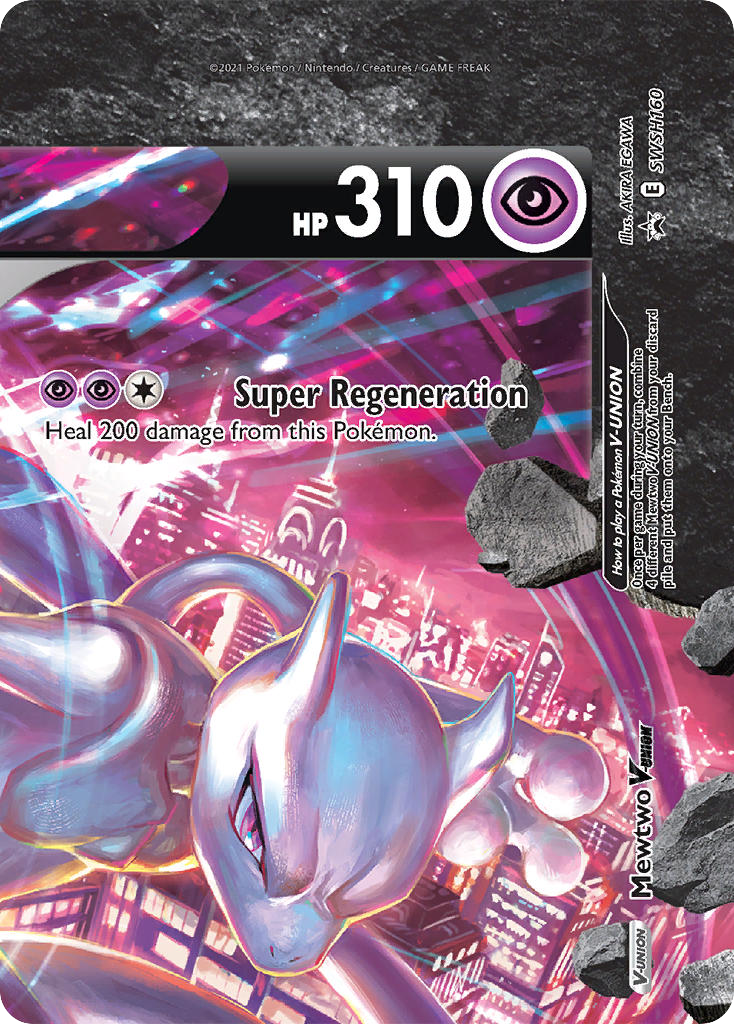 ©2021 Pokémon / Nintendo / Creatures / GAME FREAK
HP 310
Super Regeneration
Heal 200 damage from this Pokémon.
Illus. AKIRA EGAWA
E SWSH160
How to play a Pokémon V-UNION
Once per game during your turn, combine
4 different Mewtwo V-UNION from your discard
pile and put them onto your Bench.
Mewtwo V-UNION
V-UNION